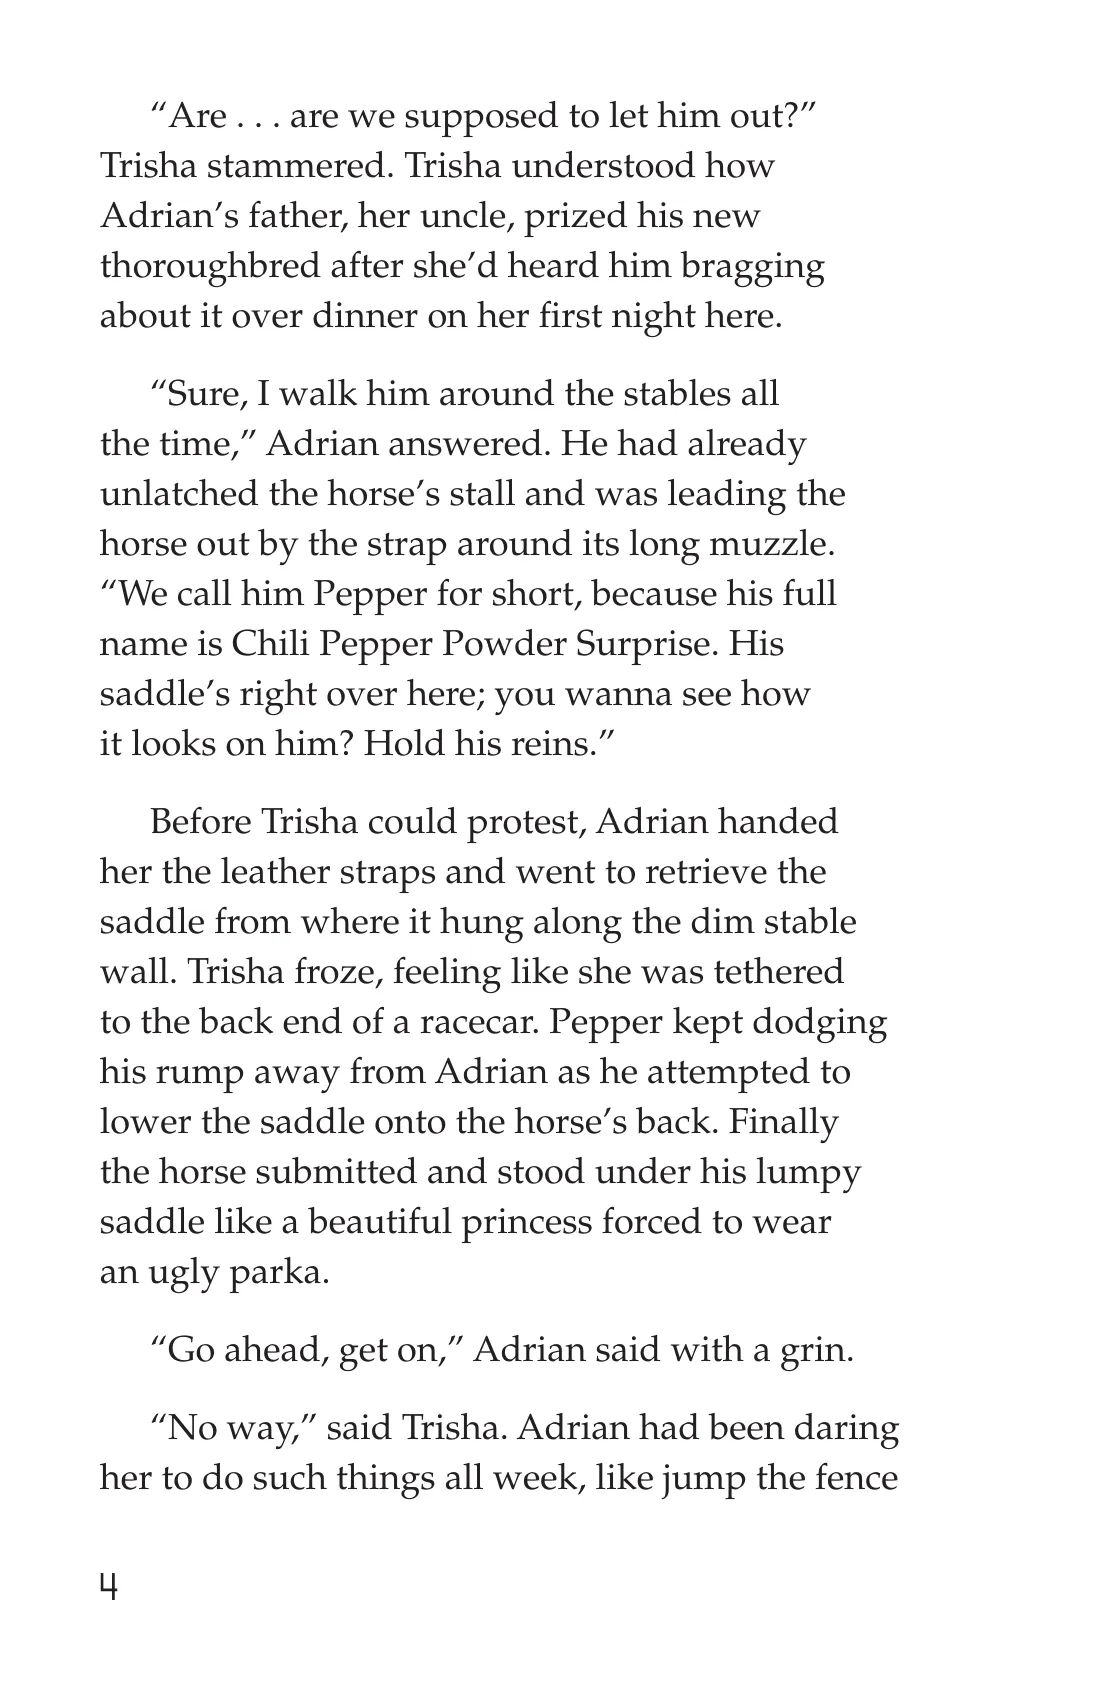 “Are . . . are we supposed to let him out?”
Trisha stammered. Trisha understood how
Adrian’s father, her uncle, prized his new
thoroughbred after she’d heard him bragging
about it over dinner on her first night here.
“Sure, I walk him around the stables all
the time,” Adrian answered. He had already
unlatched the horse’s stall and was leading the
horse out by the strap around its long muzzle.
“We call him Pepper for short, because his full
name is Chili Pepper Powder Surprise. His
saddle’s right over here; you wanna see how
it looks on him? Hold his reins.”
Before Trisha could protest, Adrian handed
her the leather straps and went to retrieve the
saddle from where it hung along the dim stable
wall. Trisha froze, feeling like she was tethered
to the back end of a racecar. Pepper kept dodging
his rump away from Adrian as he attempted to
lower the saddle onto the horse’s back. Finally
the horse submitted and stood under his lumpy
saddle like a beautiful princess forced to wear
an ugly parka.
“Go ahead, get on,” Adrian said with a grin.
“No way,” said Trisha. Adrian had been daring
her to do such things all week, like jump the fence
4